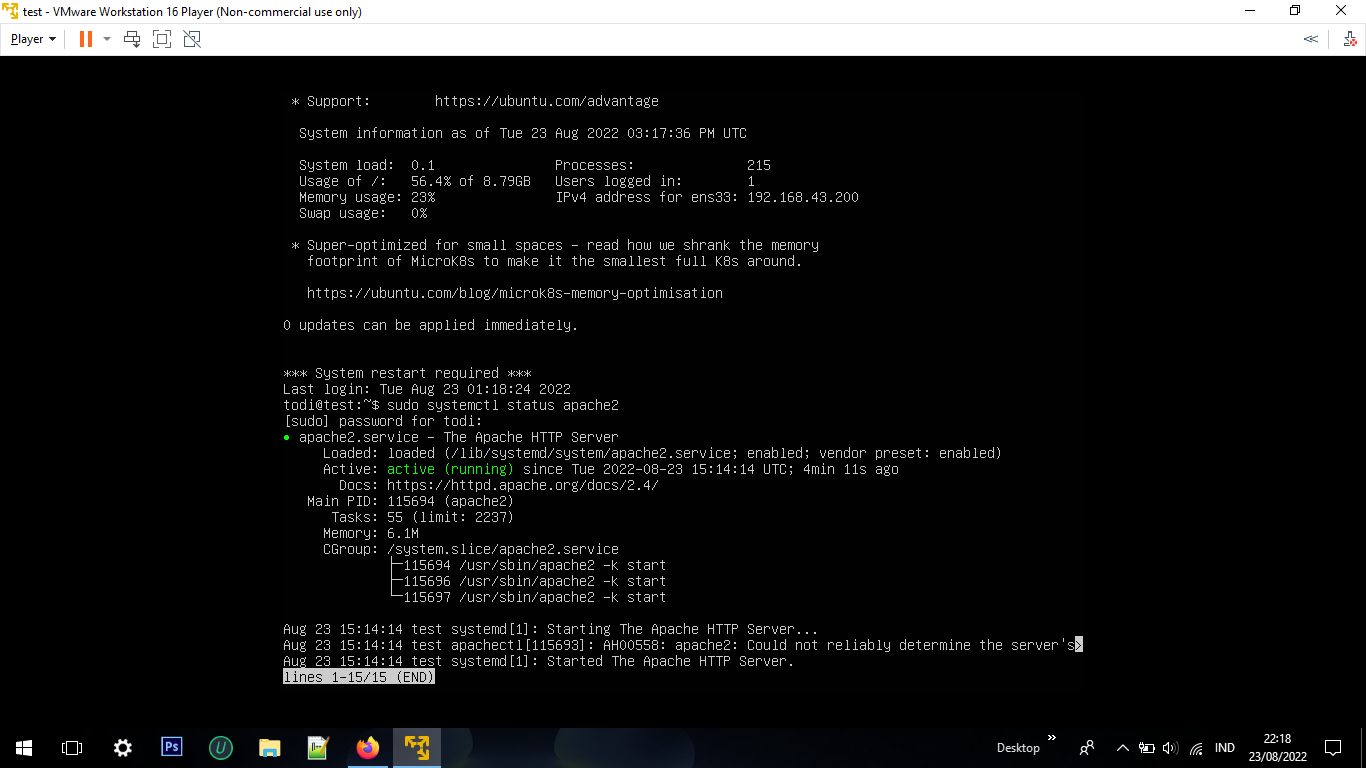 test - VMware Workstation 16 Player (Non-commercial use only)
Player
* Support: https://ubuntu.com/advantage
System information as of Tue 23 Aug 2022 03:17:36 PM UTC
System load: 0.1 Processes: 215
Usage of /: 56.4% of 8.79GB Users logged in: 1
Memory usage: 23% IPv4 address for ens33: 192.168.43.200
Swap usage: 0%
* Super-optimized for small spaces - read how we shrank the memory
footprint of MicroK8s to make it the smallest full K8s around.
https://ubuntu.com/blog/microk8s-memory-optimisation
0 updates can be applied immediately.
*** System restart required ***
Last login: Tue Aug 23 01:18:24 2022
todi@test:~$ sudo systemctl status apache2
[sudo] password for todi:
● apache2.service - The Apache HTTP Server
Loaded: loaded (/lib/systemd/system/apache2.service; enabled; vendor preset: enabled)
Active: active (running) since Tue 2022-08-23 15:14:14 UTC; 4min 11s ago
Docs: https://httpd.apache.org/docs/2.4/
Main PID: 115694 (apache2)
Tasks: 55 (limit: 2237)
Memory: 6.1M
CGroup: /system.slice/apache2.service
├─115694 /usr/sbin/apache2 -k start
├─115696 /usr/sbin/apache2 -k start
└─115697 /usr/sbin/apache2 -k start
Aug 23 15:14:14 test systemd[1]: Starting The Apache HTTP Server...
Aug 23 15:14:14 test apachectl[115693]: AH00558: apache2: Could not reliably determine the server's>
Aug 23 15:14:14 test systemd[1]: Started The Apache HTTP Server.
lines 1-15/15 (END)
Ps
U
Desktop
IND
22:18
23/08/2022